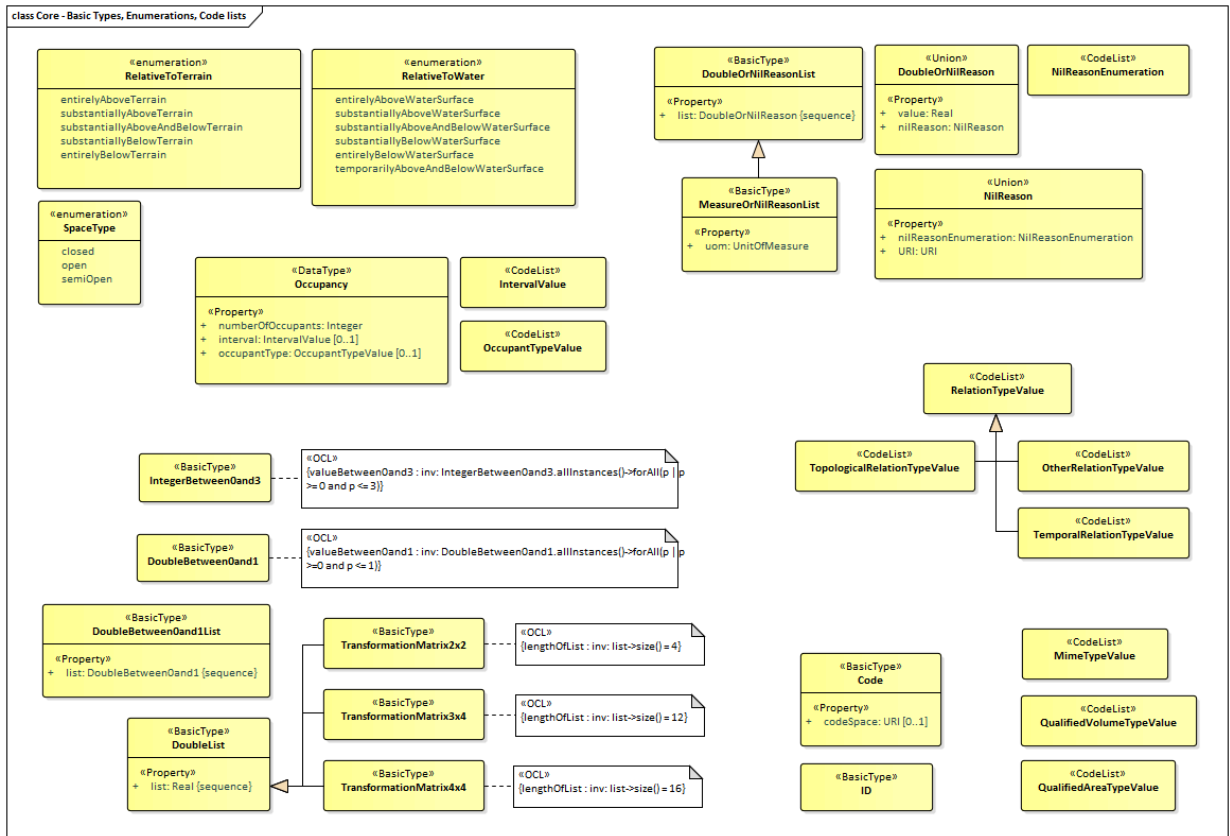 class Core - Basic Types, Enumerations, Code lists
«enumeration»
RelativeToTerrain
entirelyAboveTerrain
substantiallyAboveTerrain
substantiallyAboveAndBelowTerrain
substantiallyBelowTerrain
entirelyBelowTerrain
«enumeration»
RelativeToWater
entirelyAboveWaterSurface
substantiallyAboveWaterSurface
substantiallyAboveAndBelowWaterSurface
substantiallyBelowWaterSurface
entirelyBelowWaterSurface
temporarilyAboveAndBelowWaterSurface
«BasicType»
DoubleOrNilReasonList
«Property»
+ list: DoubleOrNilReason {sequence}
«Union»
DoubleOrNilReason
«Property»
+ value: Real
+ nilReason: NilReason
«CodeList»
NilReasonEnumeration
«BasicType»
MeasureOrNilReasonList
«Property»
+ uom: UnitOfMeasure
«Union»
NilReason
«Property»
+ nilReasonEnumeration: NilReasonEnumeration
+ URI: URI
«enumeration»
SpaceType
closed
open
semiOpen
«DataType»
Occupancy
«Property»
+ numberOfOccupants: Integer
+ interval: IntervalValue [0..1]
+ occupantType: OccupantTypeValue [0..1]
«CodeList»
IntervalValue
«CodeList»
OccupantTypeValue
«CodeList»
RelationTypeValue
«CodeList»
TopologicalRelationTypeValue
«CodeList»
OtherRelationTypeValue
«CodeList»
TemporalRelationTypeValue
«BasicType»
IntegerBetween0and3
«OCL»
{valueBetween0and3 : inv: IntegerBetween0and3.allInstances()->forAll(p | p
>=0 and p <= 3)}
«BasicType»
DoubleBetween0and1
«OCL»
{valueBetween0and1 : inv: DoubleBetween0and1.allInstances()->forAll(p | p
>=0 and p <= 1)}
«BasicType»
DoubleBetween0and1List
«Property»
+ list: DoubleBetween0and1 {sequence}
«BasicType»
TransformationMatrix2x2
«OCL»
{lengthOfList : inv: list->size() = 4}
«BasicType»
TransformationMatrix3x4
«OCL»
{lengthOfList : inv: list->size() = 12}
«BasicType»
DoubleList
«Property»
+ list: Real {sequence}
«BasicType»
TransformationMatrix4x4
«OCL»
{lengthOfList : inv: list->size() = 16}
«BasicType»
Code
«Property»
+ codeSpace: URI [0..1]
«BasicType»
ID
«CodeList»
MimeTypeValue
«CodeList»
QualifiedVolumeTypeValue
«CodeList»
QualifiedAreaTypeValue